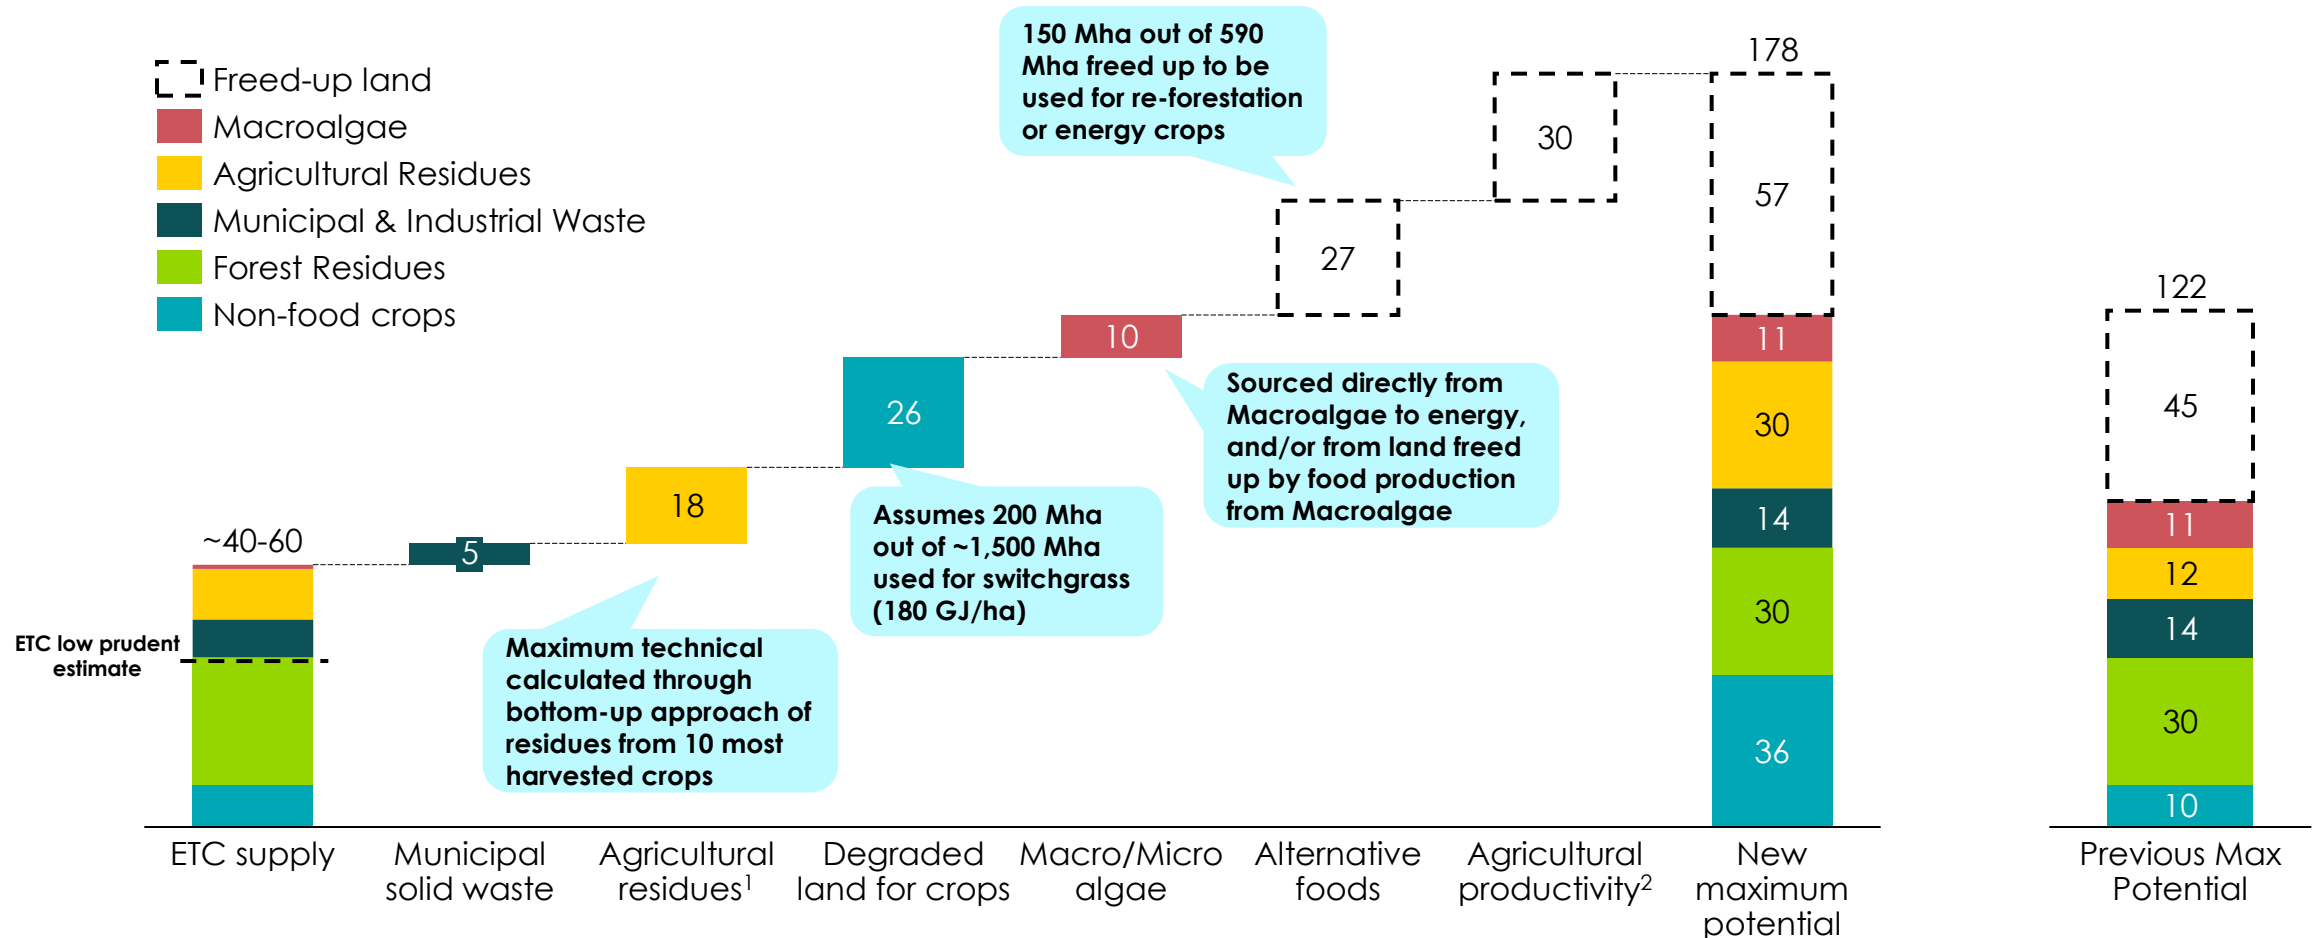 Freed-up land
Macroalgae
Agricultural Residues
Municipal & Industrial Waste
Forest Residues
Non-food crops
150 Mha out of 590
Mha freed up to be
used for re-forestation
or energy crops
178
30
57
27
122
10
11
45
Sourced directly from
Macroalgae to energy,
and/or from land freed
up by food production
from Macroalgae
26
30
18
Assumes 200 Mha
out of ~1,500 Mha
used for switchgrass
(180 GJ/ha)
14
11
~40-60
5
12
30
14
ETC low prudent
estimate
Maximum technical
calculated through
bottom-up approach of
residues from 10 most
harvested crops
36
30
10
ETC supply
Municipal
solid waste
Agricultural
residues1
Degraded
land for crops
Macro/Micro
algae
Alternative
foods
Agricultural
productivity2
New
maximum
potential
Previous Max
Potential